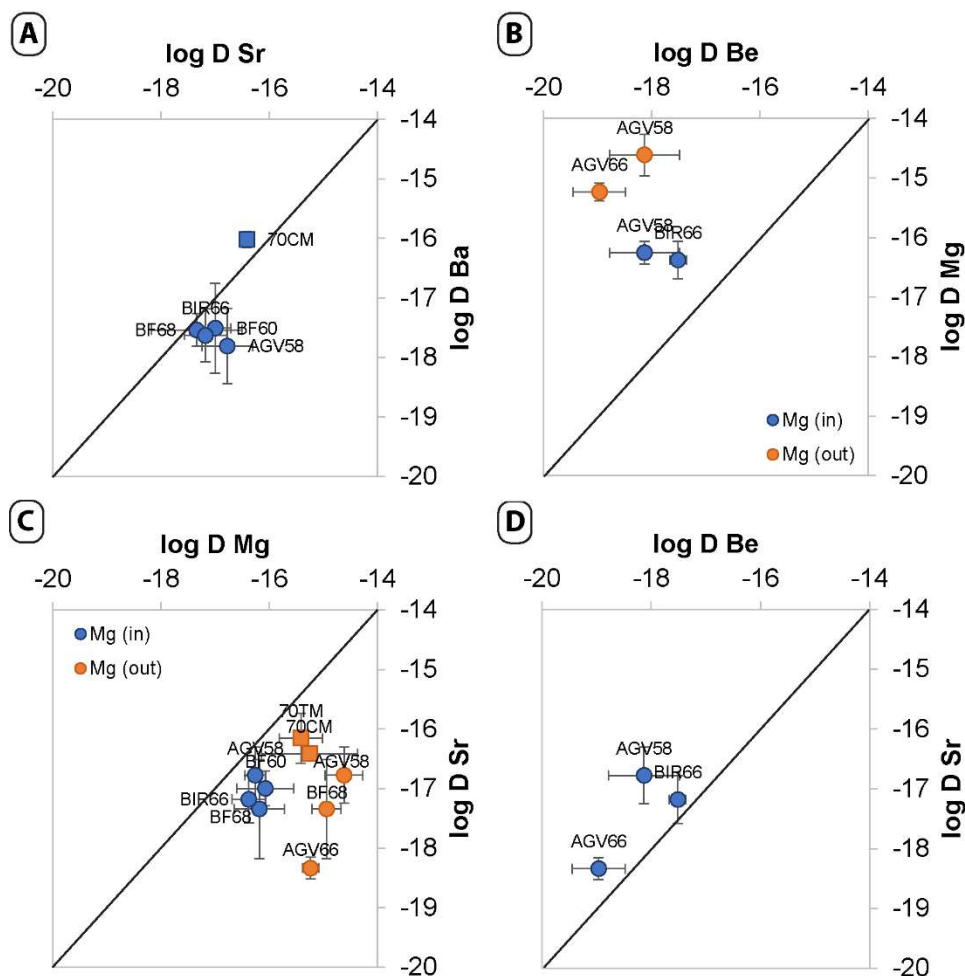 A
log D Sr
-20 -18 -16 -14
-14
-15
-16
-17
-18
-19
-20
log D Ba
70CM
BIR66
BF68
BF60
AGV58
B
log D Be
-20 -18 -16 -14
-14
-15
-16
-17
-18
-19
-20
log D Mg
AGV58
AGV66
AGV58
BIR66
Mg (in)
Mg (out)
C
log D Mg
-20 -18 -16 -14
-14
-15
-16
-17
-18
-19
-20
log D Sr
Mg (in)
Mg (out)
70TM
70CM
AGV58
BF60
AGV58
BIR66
BF68
BF68
AGV66
D
log D Be
-20 -18 -16 -14
-14
-15
-16
-17
-18
-19
-20
log D Sr
AGV58
BIR66
AGV66